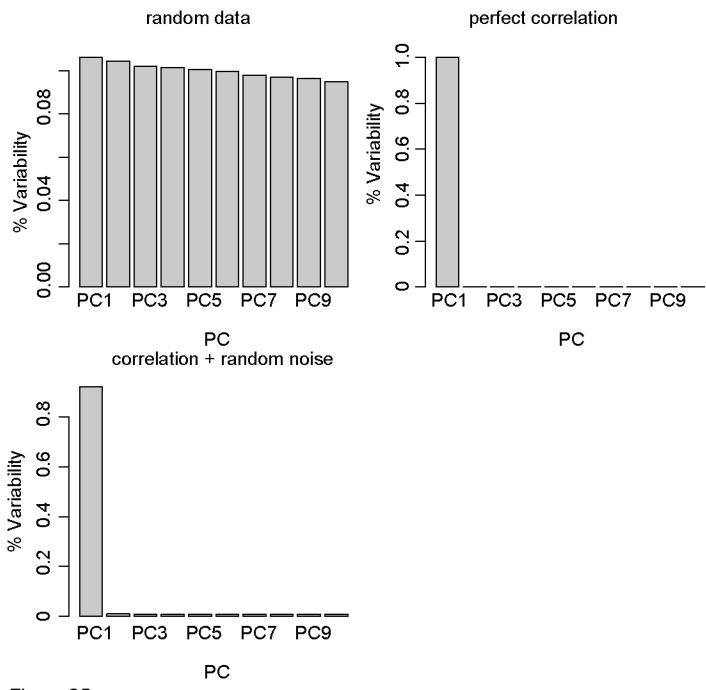 random data
% Variability
0.00 0.04 0.08
PC1 PC3 PC5 PC7 PC9
PC
perfect correlation
% Variability
0 0.2 0.4 0.6 0.8 1.0
PC1 PC3 PC5 PC7 PC9
PC
correlation + random noise
% Variability
0 0.2 0.4 0.6 0.8
PC1 PC3 PC5 PC7 PC9
PC